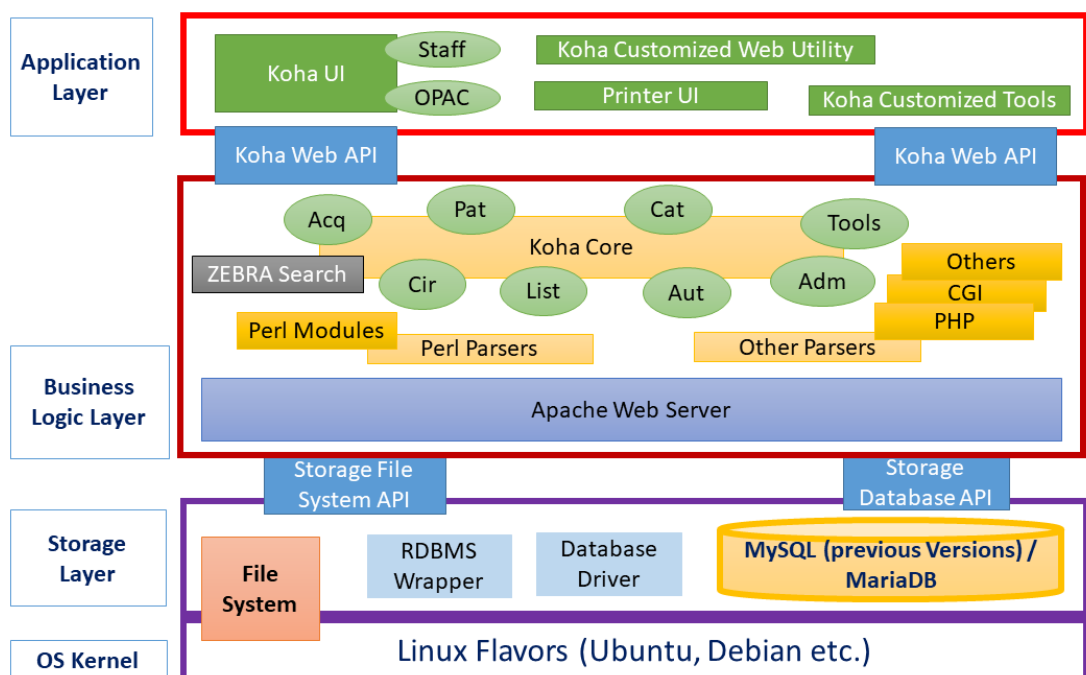 Application
Layer
Koha UI
Staff
OPAC
Koha Customized Web Utility
Printer UI
Koha Customized Tools
Koha Web API
Koha Web API
Business
Logic Layer
Acq
Pat
Cat
Tools
Koha Core
ZEBRA Search
Cir
List
Aut
Adm
Others
CGI
PHP
Perl Modules
Perl Parsers
Other Parsers
Apache Web Server
Storage File
System API
Storage
Database API
Storage
Layer
File
System
RDBMS
Wrapper
Database
Driver
MySQL (previous Versions) /
MariaDB
OS Kernel
Linux Flavors (Ubuntu, Debian etc.)